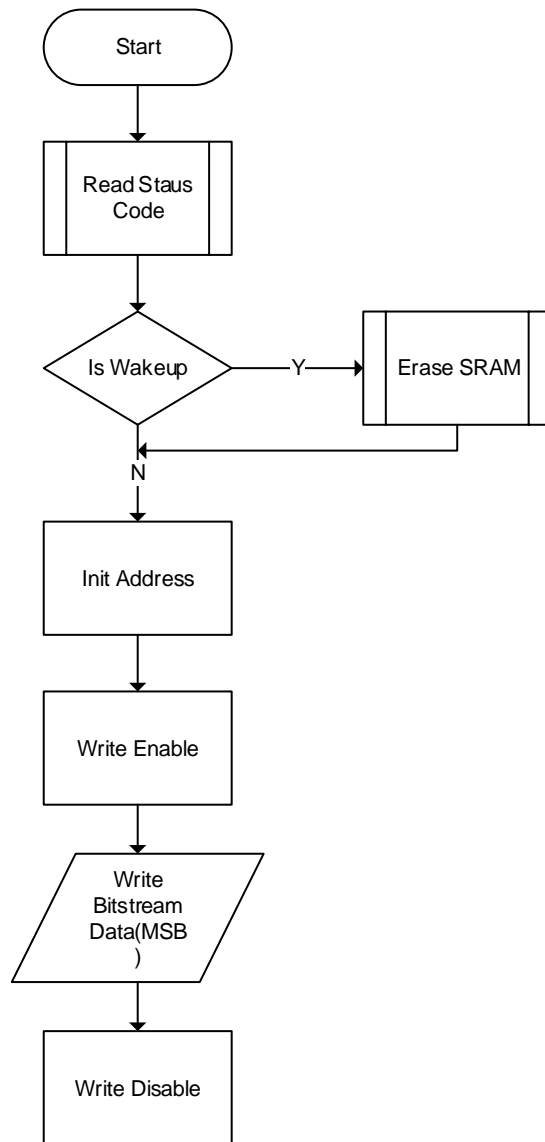 Start
Read Staus
Code
Is Wakeup
Y
Erase SRAM
N
Init Address
Write Enable
Write
Bitstream
Data(MSB
)
Write Disable